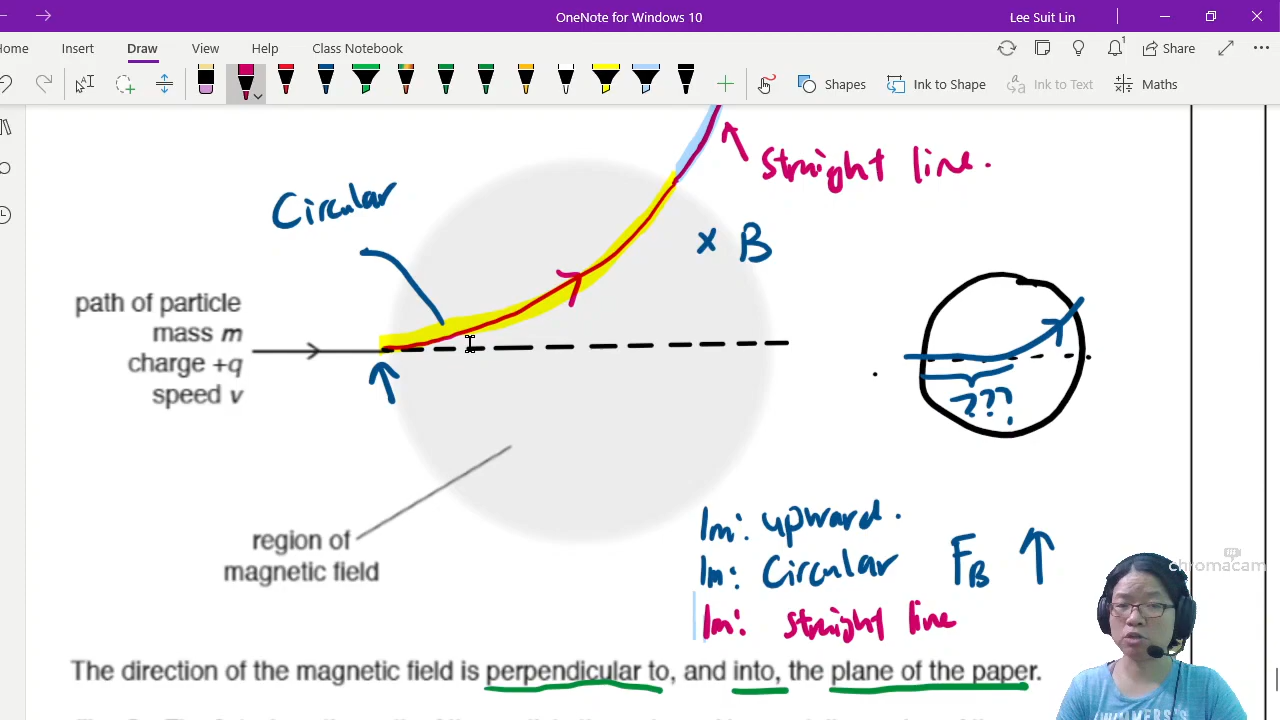 OneNote for Windows 10
Lee Suit Lin
Home Insert Draw View Help Class Notebook
1
Share
Shapes
Ink to Shape
Ink to Text
Maths
Straight line.
Circular
× B
path of particle
mass m
charge +q
speed v
???
region of
magnetic field
1m: upward.
1m: Circular
FB
1m: straight line
chromacam
The direction of the magnetic field is perpendicular to, and into, the plane of the paper.